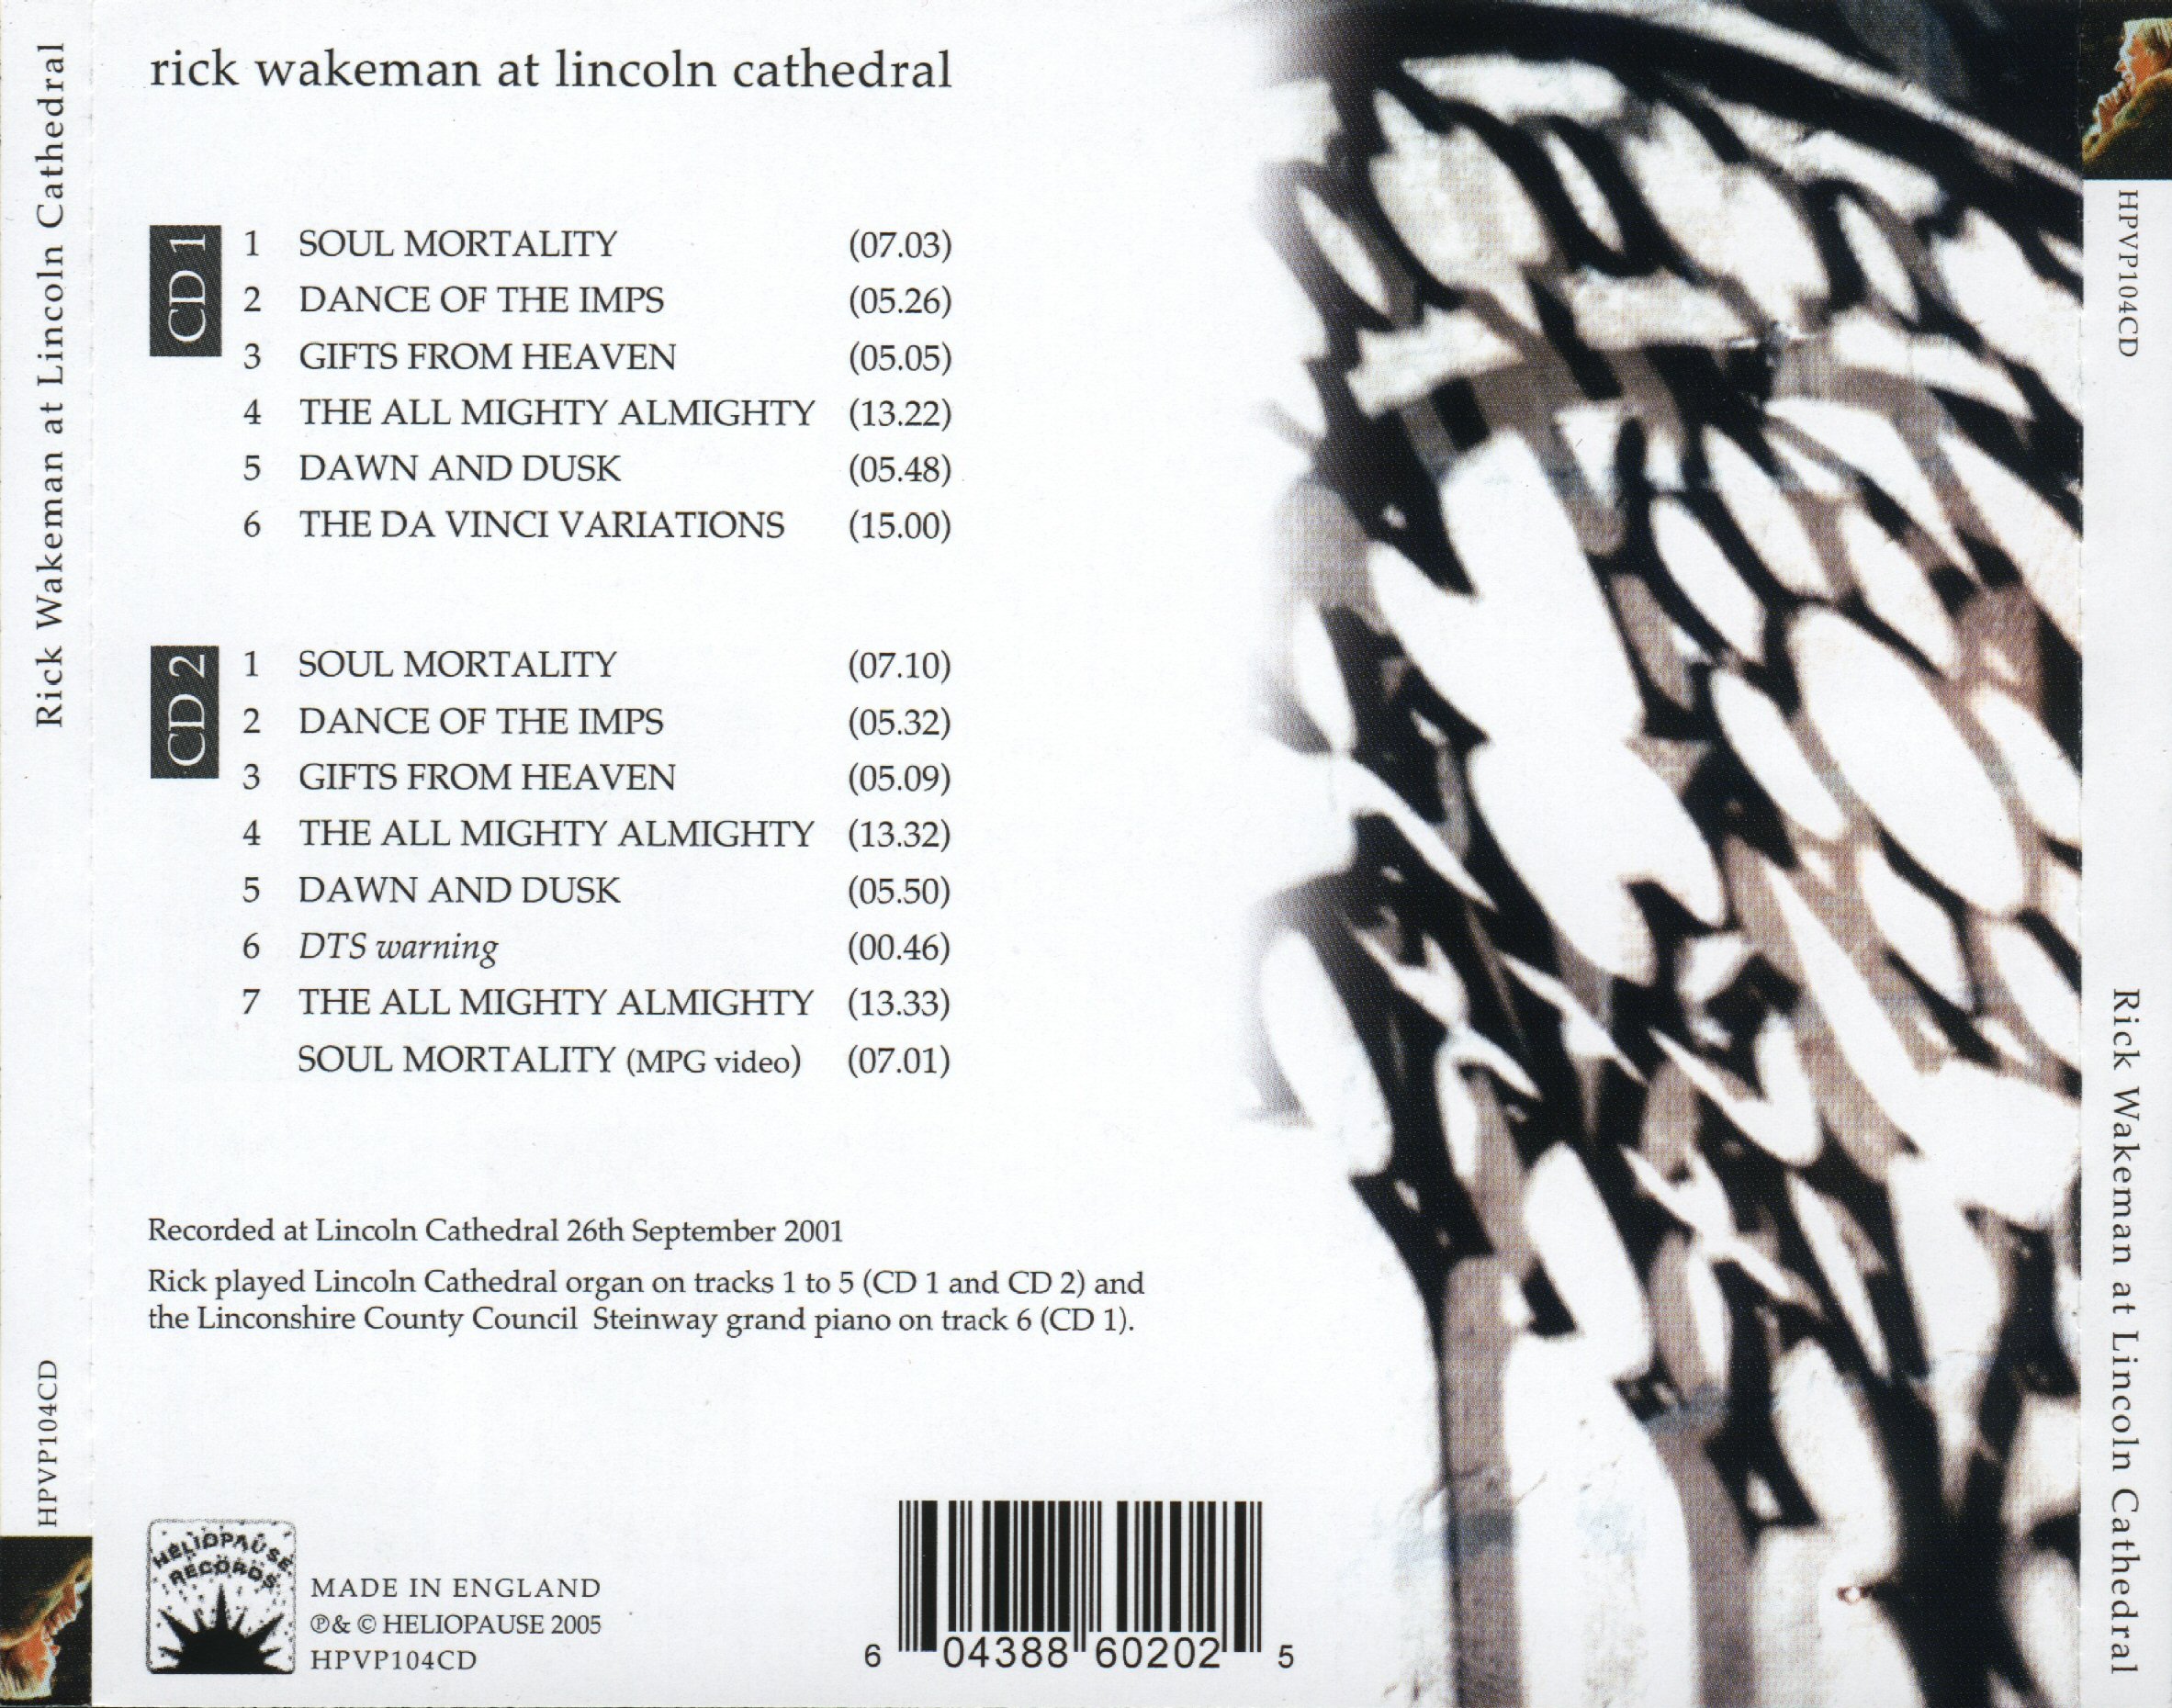 Rick Wakeman at Lincoln Cathedral
HPVP104CD
rick wakeman at lincoln cathedral
CD 1
1 SOUL MORTALITY (07.03)
2 DANCE OF THE IMPS (05.26)
3 GIFTS FROM HEAVEN (05.05)
4 THE ALL MIGHTY ALMIGHTY (13.22)
5 DAWN AND DUSK (05.48)
6 THE DA VINCI VARIATIONS (15.00)
CD 2
1 SOUL MORTALITY (07.10)
2 DANCE OF THE IMPS (05.32)
3 GIFTS FROM HEAVEN (05.09)
4 THE ALL MIGHTY ALMIGHTY (13.32)
5 DAWN AND DUSK (05.50)
6 DTS warning (00.46)
7 THE ALL MIGHTY ALMIGHTY (13.33)
SOUL MORTALITY (MPG video) (07.01)
Recorded at Lincoln Cathedral 26th September 2001
Rick played Lincoln Cathedral organ on tracks 1 to 5 (CD 1 and CD 2) and
the Linconshire County Council Steinway grand piano on track 6 (CD 1).
HELIOPAUSE
RECORDS
MADE IN ENGLAND
℗& © HELIOPAUSE 2005
HPVP104CD
6 04388 60202 5
HPVP104CD
Rick Wakeman at Lincoln Cathedral